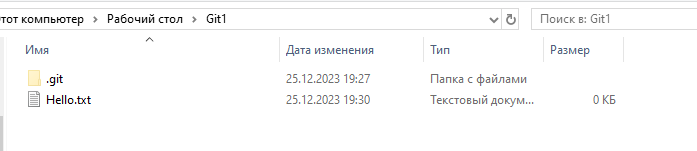 этот компьютер > Рабочий стол > Git1 Поиск в: Git1
Имя Дата изменения Тип Размер
.git 25.12.2023 19:27 Папка с файлами
Hello.txt 25.12.2023 19:30 Текстовый докум... 0 КБ